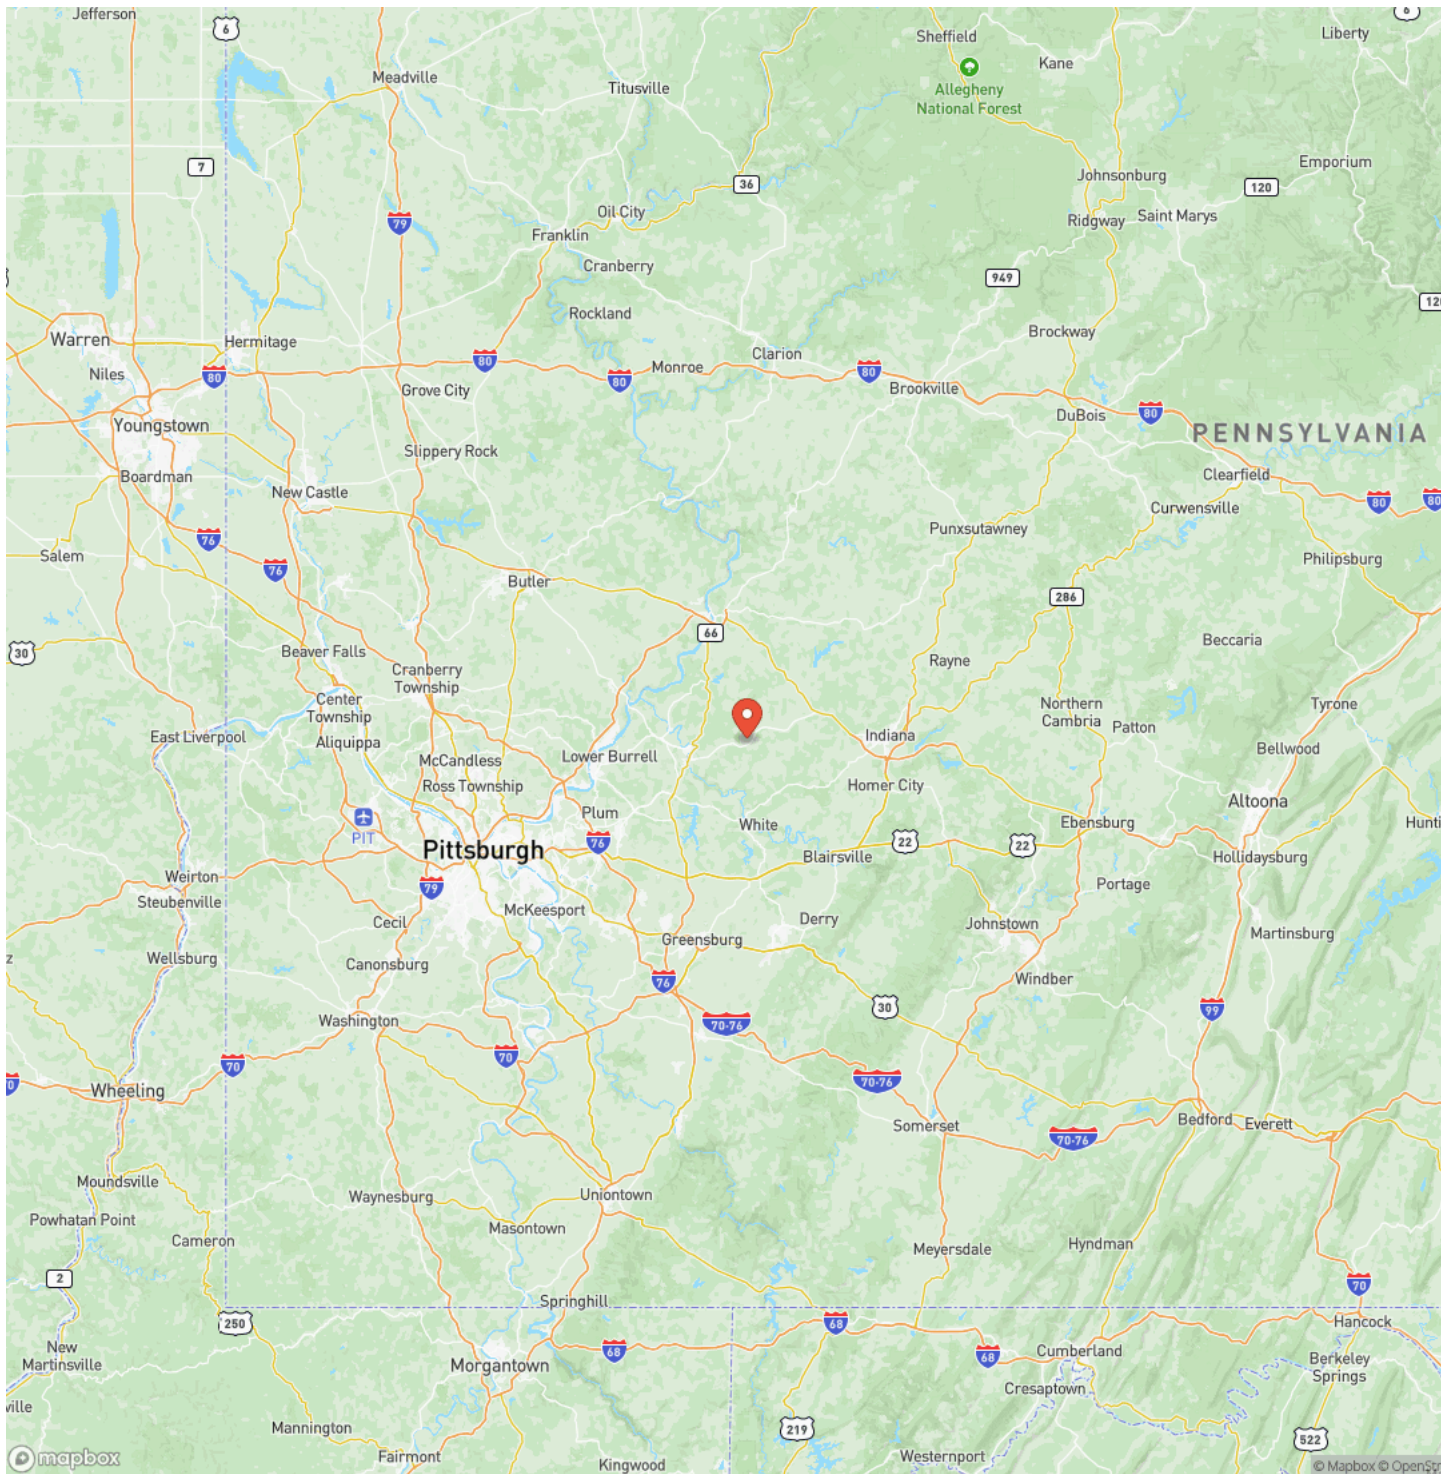 Jefferson
6
6
Liberty
Sheffield
Kane
Allegheny
National Forest
Meadville
Titusville
7
36
Emporium
Johnsonburg
120
Saint Marys
Ridgway
Oil City
79
Franklin
Cranberry
949
120
Rockland
Brockway
Warren
Hermitage
Clarion
Monroe
80
80
80
80
Niles
Grove City
Brookville
80
DuBois
Youngstown
PENNSYLVANIA
Slippery Rock
Clearfield
Boardman
New Castle
80
80
Curwensville
Punxsutawney
76
Salem
76
Philipsburg
Butler
286
66
Beccaria
30
Beaver Falls
Rayne
Cranberry
Township
Center
Township
Northern
Cambria
Tyrone
Patton
East Liverpool
Aliquippa
Indiana
Bellwood
McCandless
Lower Burrell
Ross Township
Homer City
Altoona
Plum
PIT
White
Ebensburg
76
22
22
Pittsburgh
Blairsville
Hollidaysburg
Weirton
79
Portage
Steubenville
McKeesport
Cecil
Derry
Johnstown
Greensburg
Martinsburg
Wellsburg
Canonsburg
76
Windber
30
99
Washington
70-76
70
70
70-76
Wheeling
Somerset
Bedford
Everett
70-76
Moundsville
Waynesburg
Uniontown
Powhatan Point
Masontown
Cameron
Meyersdale
Hyndman
2
70
Springhill
250
68
Hancock
New
Martinsville
68
68
Cumberland
Morgantown
Berkeley
Springs
Cresaptown
Mannington
219
522
Fairmont
Westernport
Kingwood
mapbox
© Mapbox © OpenStr